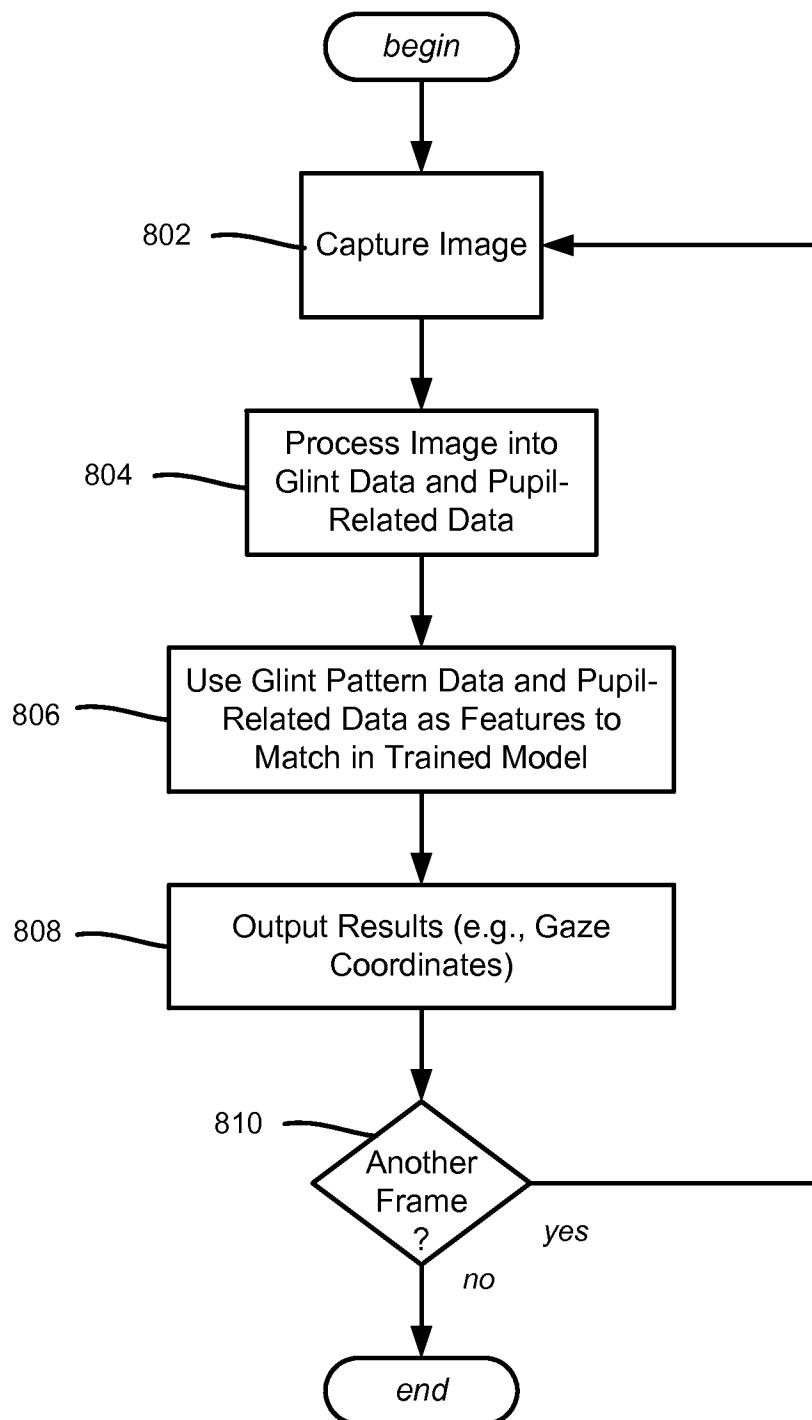 begin
802
Capture Image
804
Process Image into
Glint Data and Pupil-
Related Data
806
Use Glint Pattern Data and Pupil-
Related Data as Features to
Match in Trained Model
808
Output Results (e.g., Gaze
Coordinates)
810
Another
Frame
?
yes
no
end